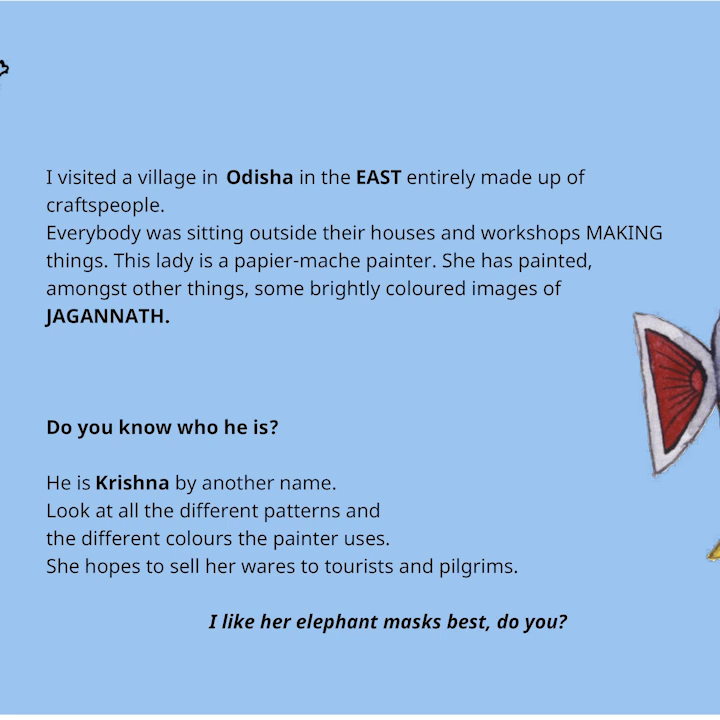 I visited a village in Odisha in the EAST entirely made up of
craftspeople.
Everybody was sitting outside their houses and workshops MAKING
things. This lady is a papier-mache painter. She has painted,
amongst other things, some brightly coloured images of
JAGANNATH.
Do you know who he is?
He is Krishna by another name.
Look at all the different patterns and
the different colours the painter uses.
She hopes to sell her wares to tourists and pilgrims.
I like her elephant masks best, do you?